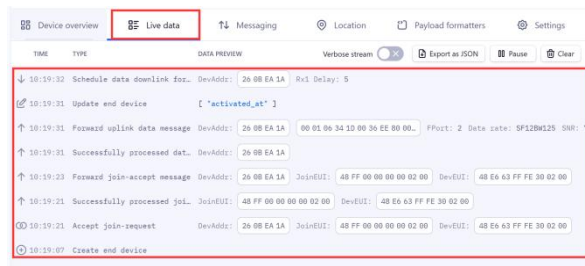 Device overview Live data Messaging Location Payload formatters Settings
TIME TYPE DATA PREVIEW Verbose stream Export as JSON Pause Clear
10:19:32 Schedule data downlink for… DevAddr: 26 0B EA 1A Rx1 Delay: 5
10:19:31 Update end device [ "activated_at" ]
10:19:31 Forward uplink data message DevAddr: 26 0B EA 1A 00 01 06 34 10 00 36 EE 80 00… FPort: 2 Data rate: SF12BW125 SNR:
10:19:31 Successfully processed dat… DevAddr: 26 0B EA 1A
10:19:23 Forward join-accept message DevAddr: 26 0B EA 1A JoinEUI: 48 FF 00 00 00 00 02 00 DevEUI: 48 E6 63 FF FE 30 02 00
10:19:21 Successfully processed joi… JoinEUI: 48 FF 00 00 00 00 02 00 DevEUI: 48 E6 63 FF FE 30 02 00
10:19:21 Accept join-request DevAddr: 26 0B EA 1A JoinEUI: 48 FF 00 00 00 00 02 00 DevEUI: 48 E6 63 FF FE 30 02 00
10:19:07 Create end device